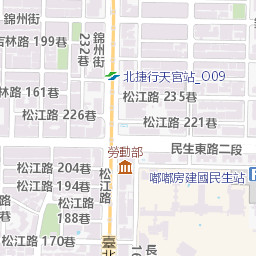 錦州街
吉林路 199巷
錦州街
北捷行天宮站_O09
吉林路 161巷
松江路 235巷
松江路 226巷
松江路 221巷
勞動部
民生東路二段
松江路 204巷
嘟嘟房建國民生站
松江路 194巷
松江路
松江路 188巷
松江路 170巷
臺北
長
16